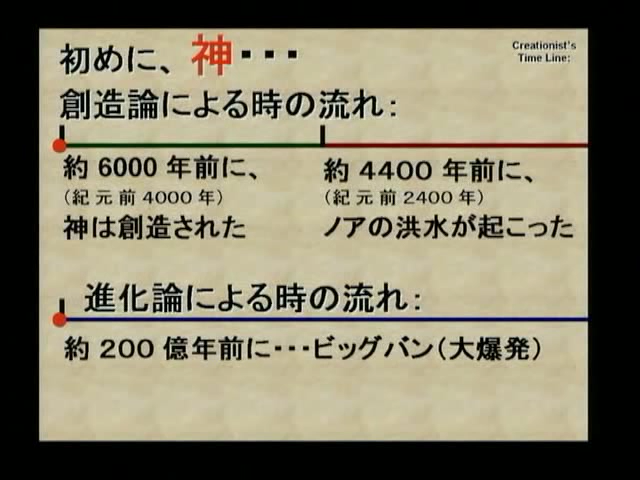 Creationist's
Time Line:
初めに、神・・・
創造論による時の流れ：
約 6000 年前に、
（紀 元 前 4000 年）
神は創造された
約 4400 年前に、
（紀 元 前 2400 年）
ノアの洪水が起こった
進化論による時の流れ：
約 200 億年前に・・・ビッグバン（大爆発）